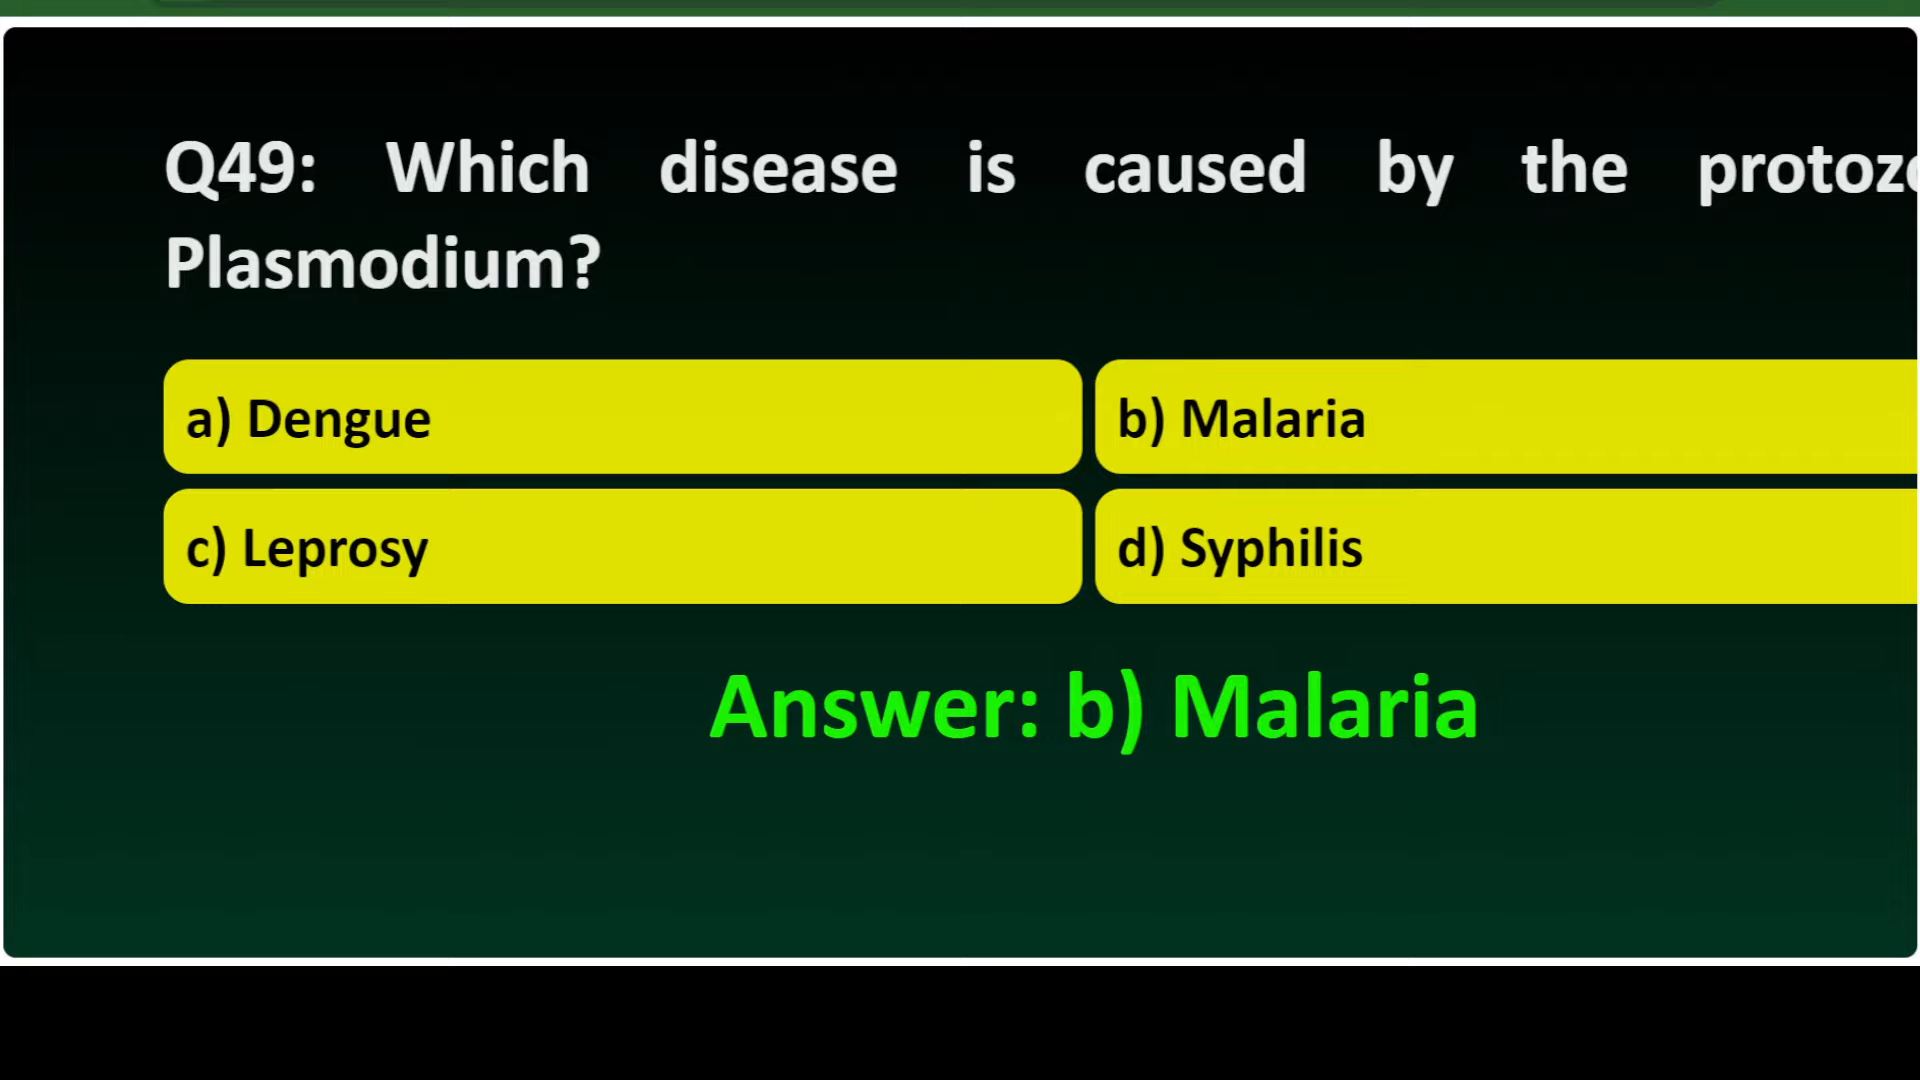 Q49: Which disease is caused by the
Plasmodium?
a) Dengue
b) Malaria
c) Leprosy
d) Syphilis
Answer: b) Malaria